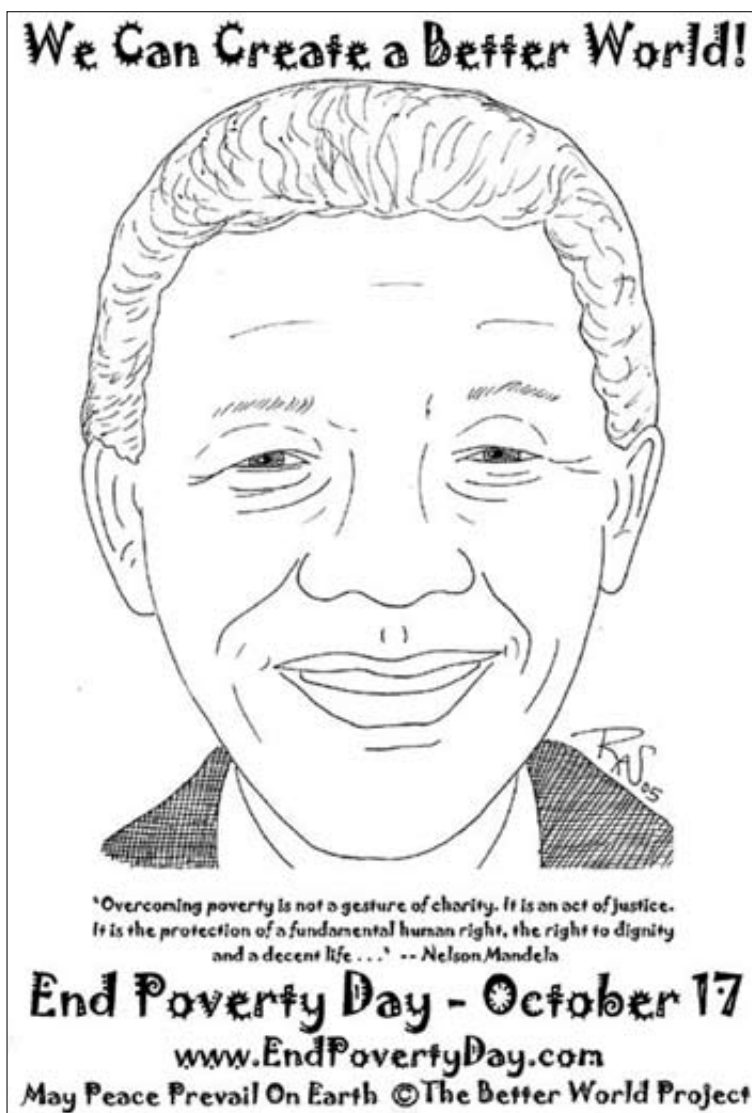 We Can Create a Better World!
RAS
'05
"Overcoming poverty is not a gesture of charity. It is an act of justice.
It is the protection of a fundamental human right, the right to dignity
and a decent life . . ." -- Nelson Mandela
End Poverty Day - October 17
www.EndPovertyDay.com
May Peace Prevail On Earth ©The Better World Project